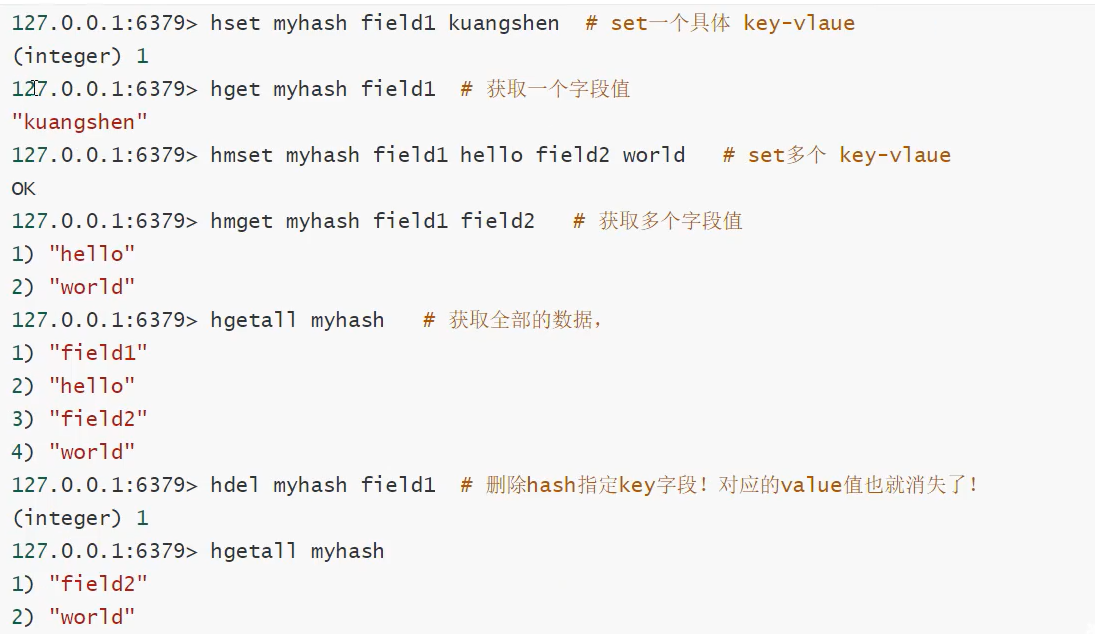 127.0.0.1:6379> hset myhash field1 kuangshen  # set一个具体 key-vlaue
(integer) 1
127.0.0.1:6379> hget myhash field1  # 获取一个字段值
"kuangshen"
127.0.0.1:6379> hmset myhash field1 hello field2 world   # set多个 key-vlaue
OK
127.0.0.1:6379> hmget myhash field1 field2   # 获取多个字段值
1) "hello"
2) "world"
127.0.0.1:6379> hgetall myhash   # 获取全部的数据，
1) "field1"
2) "hello"
3) "field2"
4) "world"
127.0.0.1:6379> hdel myhash field1  # 删除hash指定key字段！对应的value值也就消失了！
(integer) 1
127.0.0.1:6379> hgetall myhash
1) "field2"
2) "world"